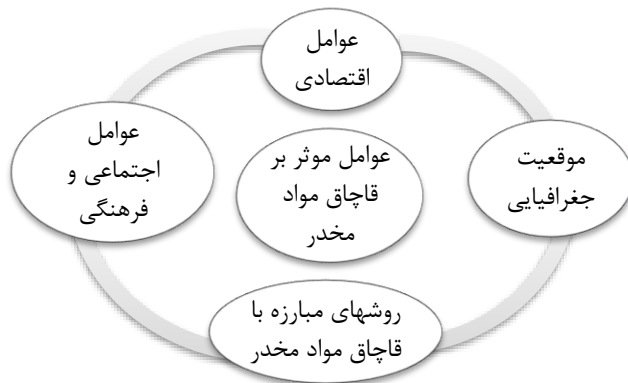 عوامل
اقتصادی
عوامل
اجتماعی و
فرهنگی
عوامل موثر بر
قاچاق مواد
مخدر
موقعیت
جغرافیایی
روشهای مبارزه با
قاچاق مواد مخدر